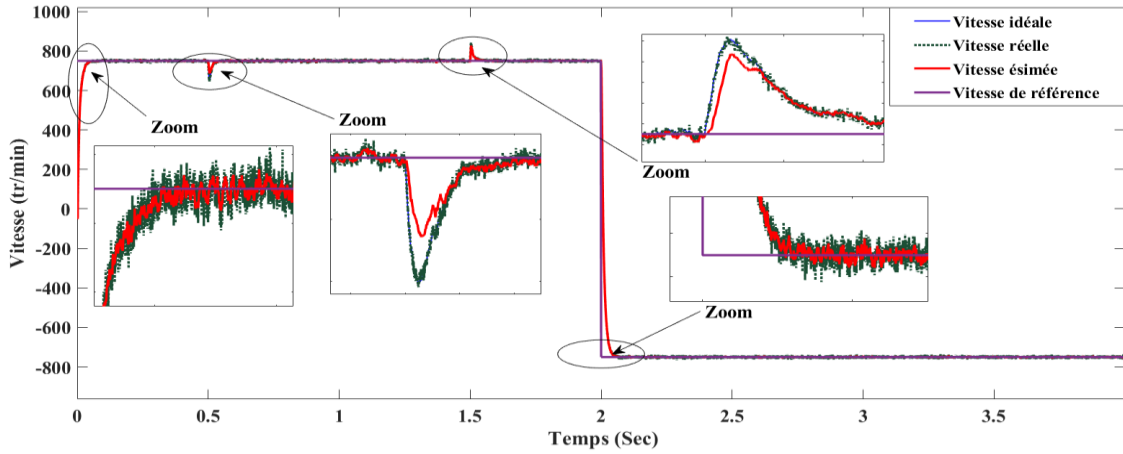 1000
800
600
400
200
0
-200
-400
-600
-800
Vitesse (tr/min)
0
0.5
1
1.5
2
2.5
3
3.5
Temps (Sec)
Zoom
Zoom
Zoom
Zoom
Vitesse idéale
Vitesse réelle
Vitesse ésimée
Vitesse de référence